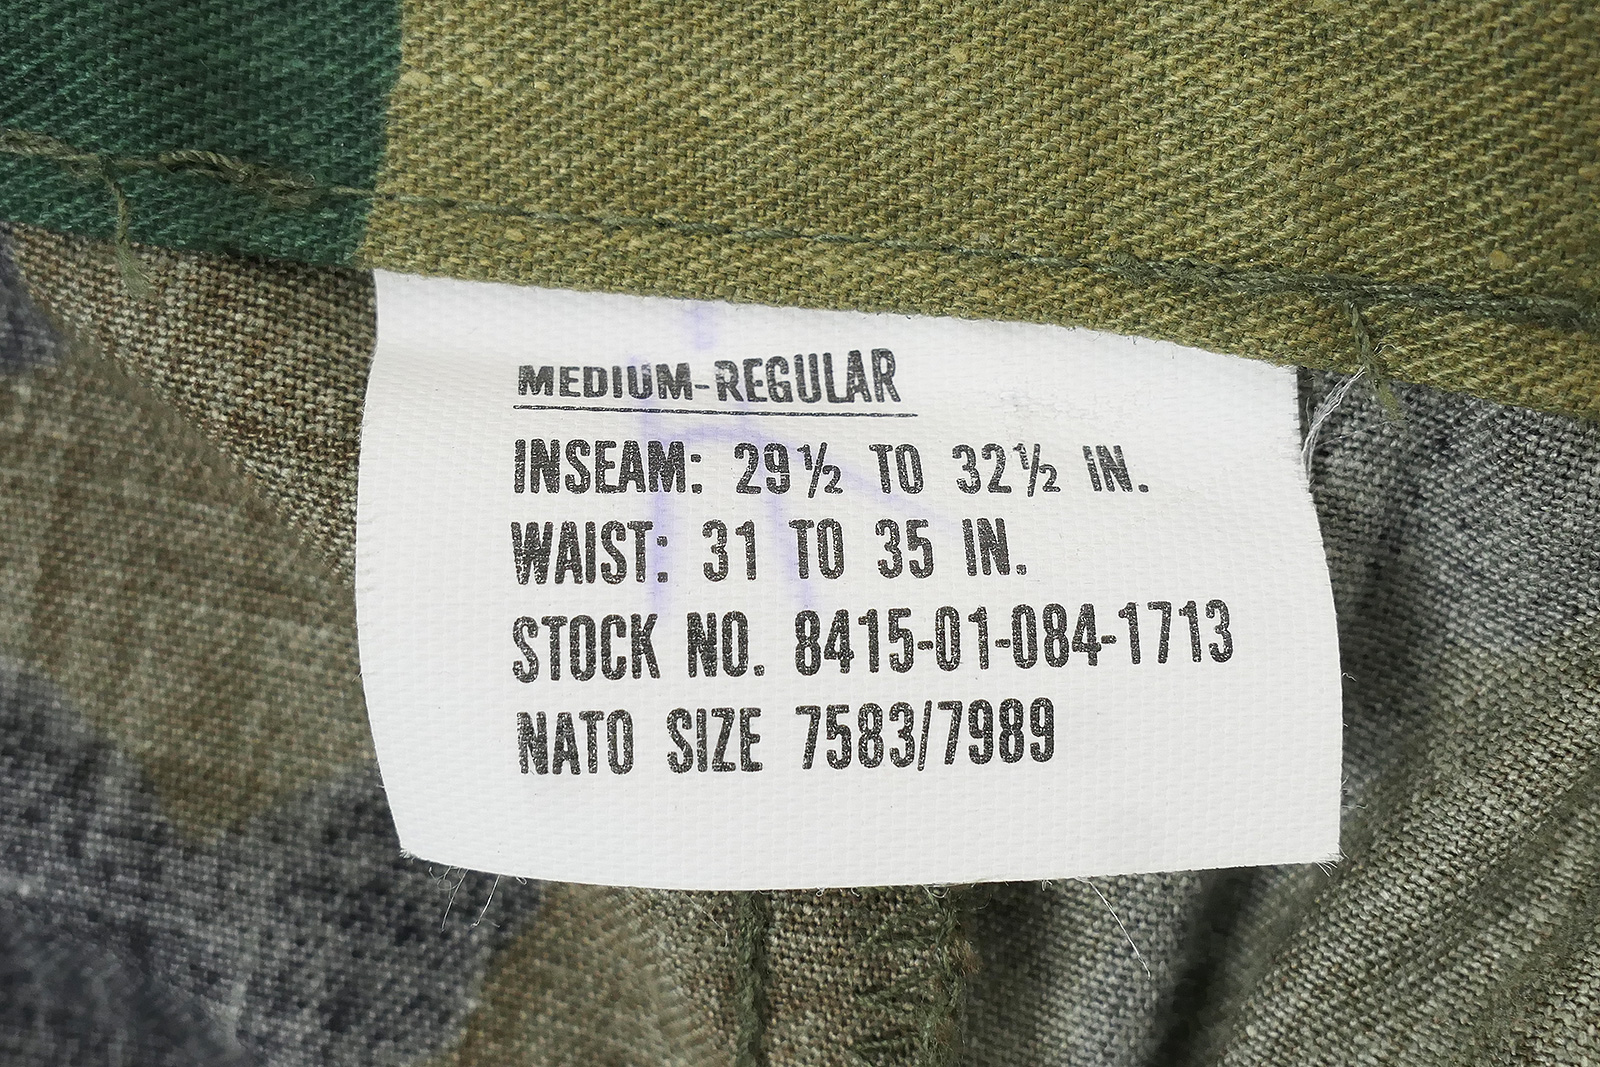 MEDIUM-REGULAR
INSEAM: 29½ TO 32½ IN.
WAIST: 31 TO 35 IN.
STOCK NO. 8415-01-084-1713
NATO SIZE 7583/7989